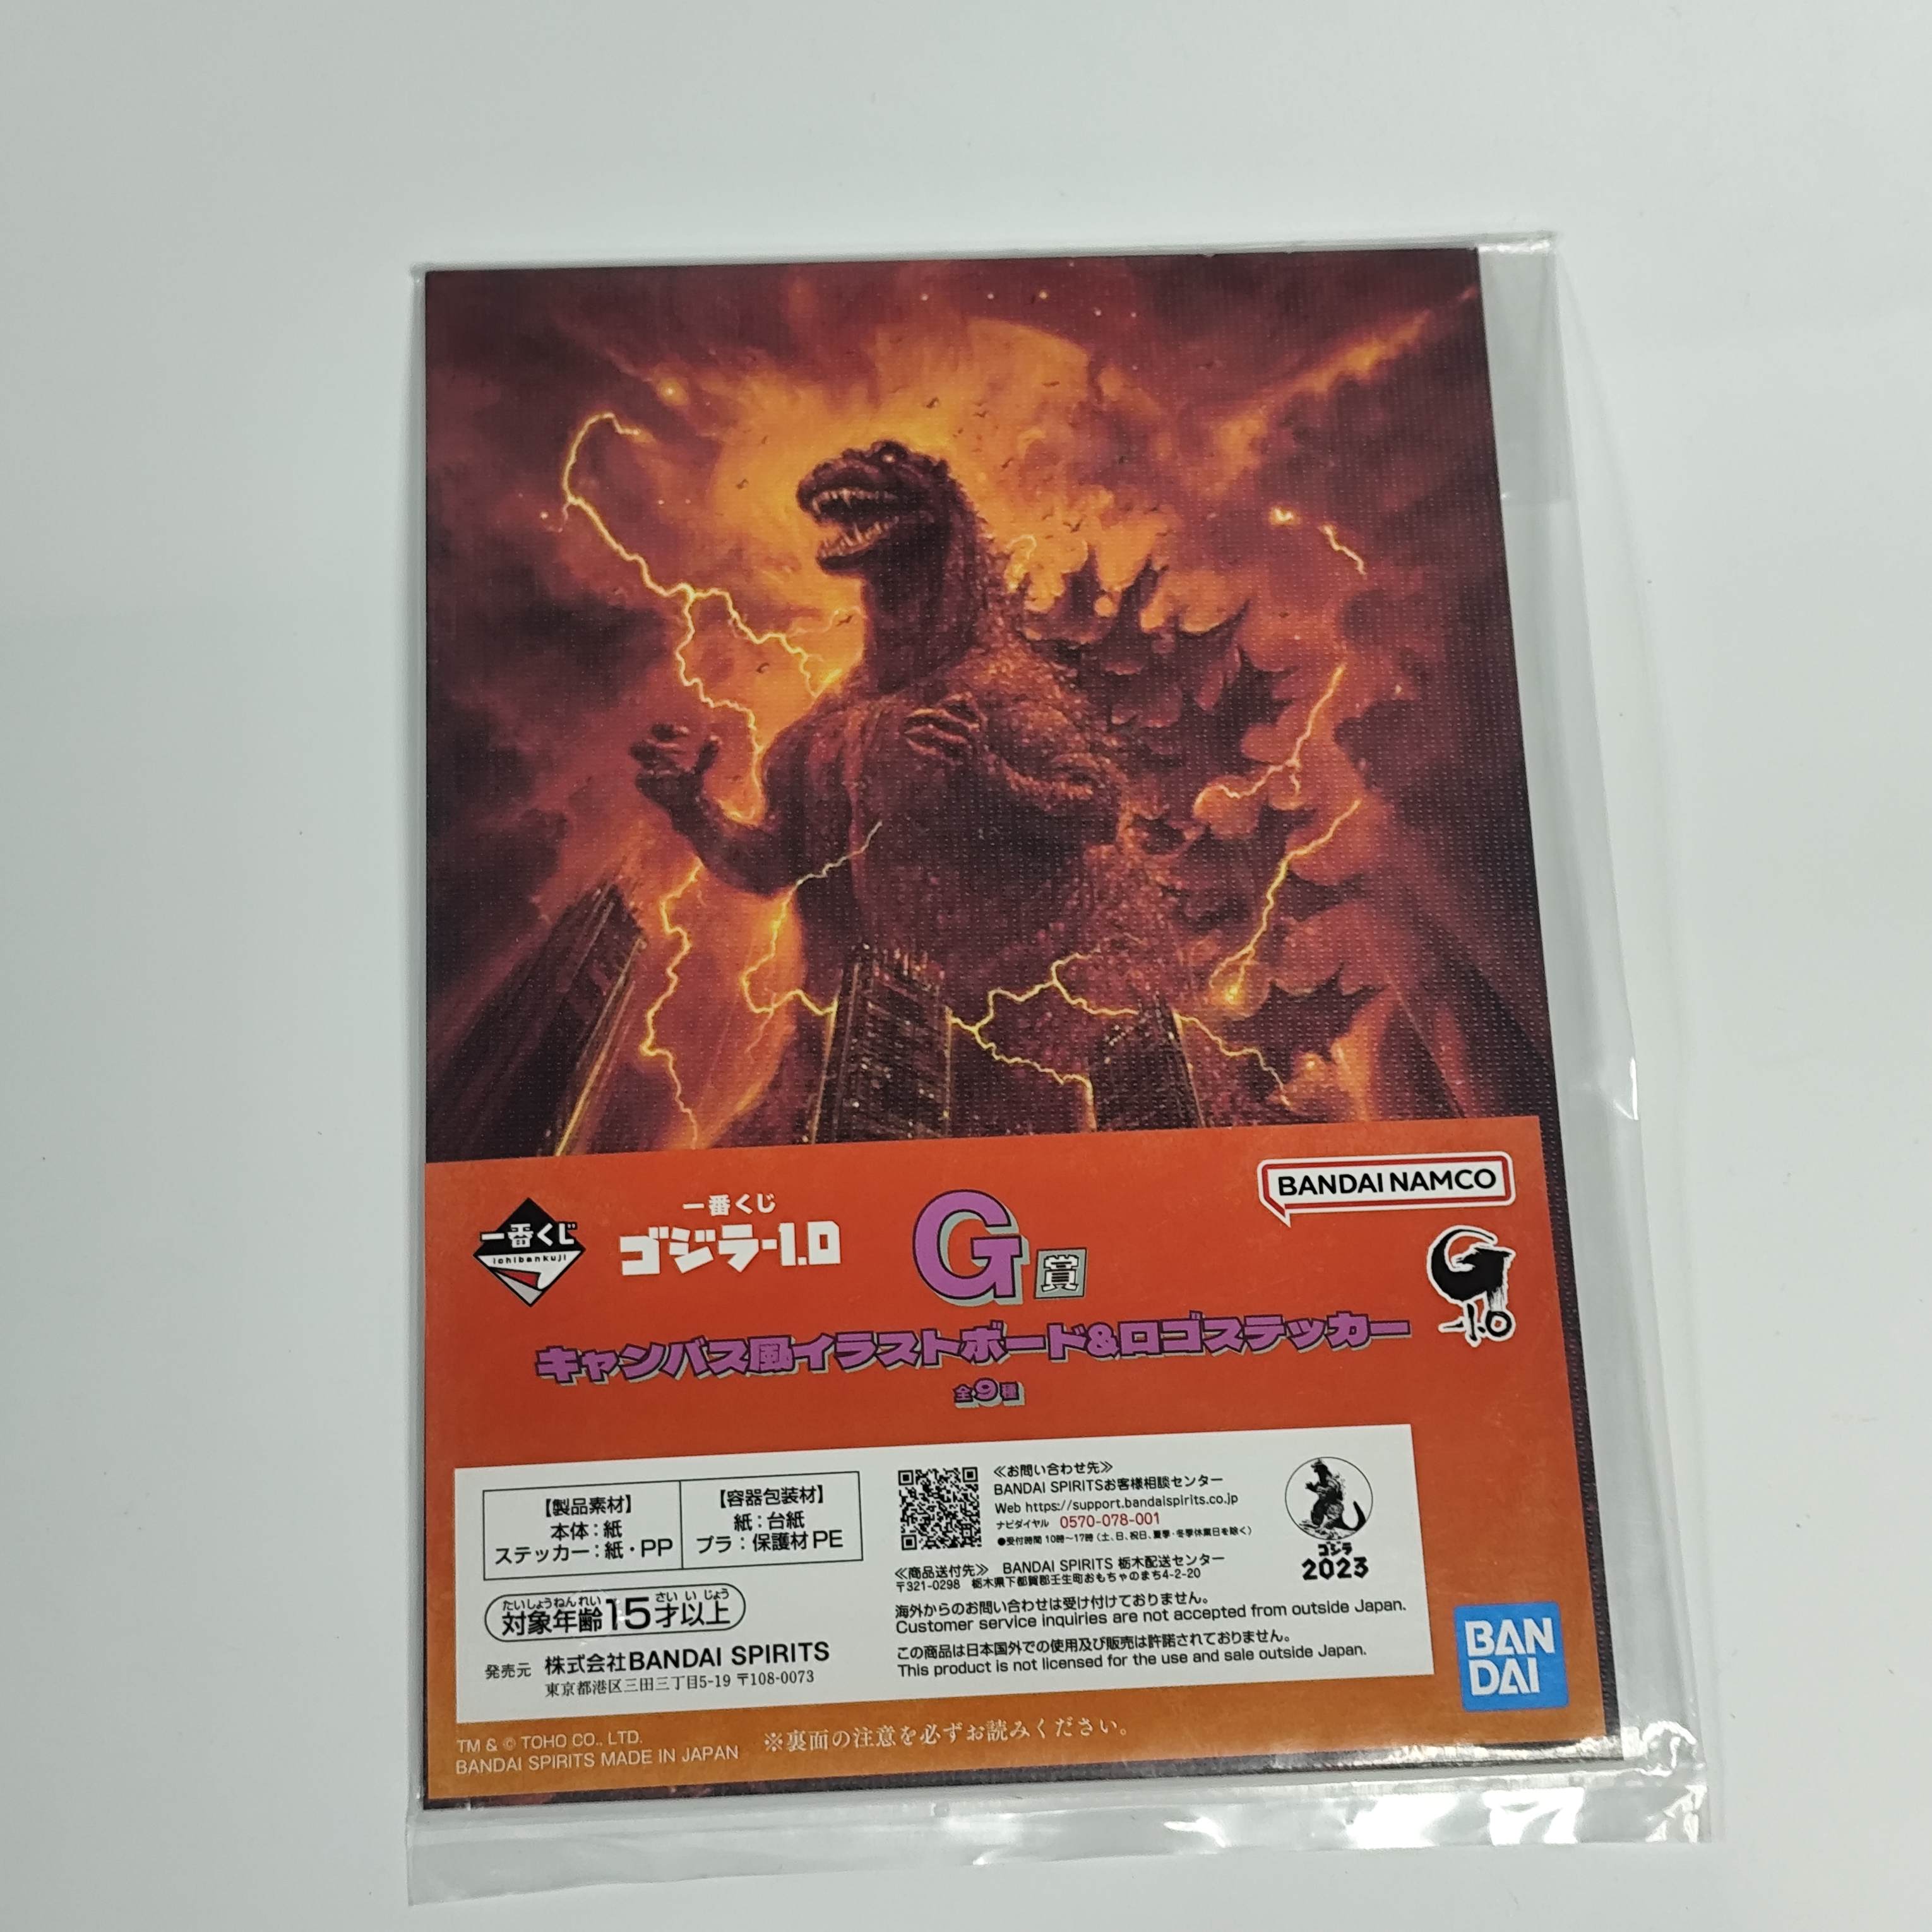 一番くじ
ichibankuji
一番くじ
ゴジラ-1.0
G賞
BANDAI NAMCO
G
-1.0
キャンバス風イラストボード&ロゴステッカー
全9種
【製品素材】
本体：紙
ステッカー：紙・PP
【容器包装材】
紙：台紙
プラ：保護材 PE
たいしょうねんれい さい い じょう
対象年齢15才以上
発売元 株式会社BANDAI SPIRITS
東京都港区三田三丁目5-19 〒108-0073
≪お問い合わせ先≫
BANDAI SPIRITSお客様相談センター
Web https://support.bandaispirits.co.jp
ナビダイヤル 0570-078-001
●受付時間 10時～17時（土、日、祝日、夏季・冬季休業日を除く）
≪商品送付先≫ BANDAI SPIRITS 栃木配送センター
〒321-0298 栃木県下都賀郡壬生町おもちゃのまち4-2-20
海外からのお問い合わせは受け付けておりません。
Customer service inquiries are not accepted from outside Japan.
この商品は日本国外での使用及び販売は許諾されておりません。
This product is not licensed for the use and sale outside Japan.
ゴジラ
2023
BAN
DAI
TM & © TOHO CO., LTD.
BANDAI SPIRITS MADE IN JAPAN
※裏面の注意を必ずお読みください。